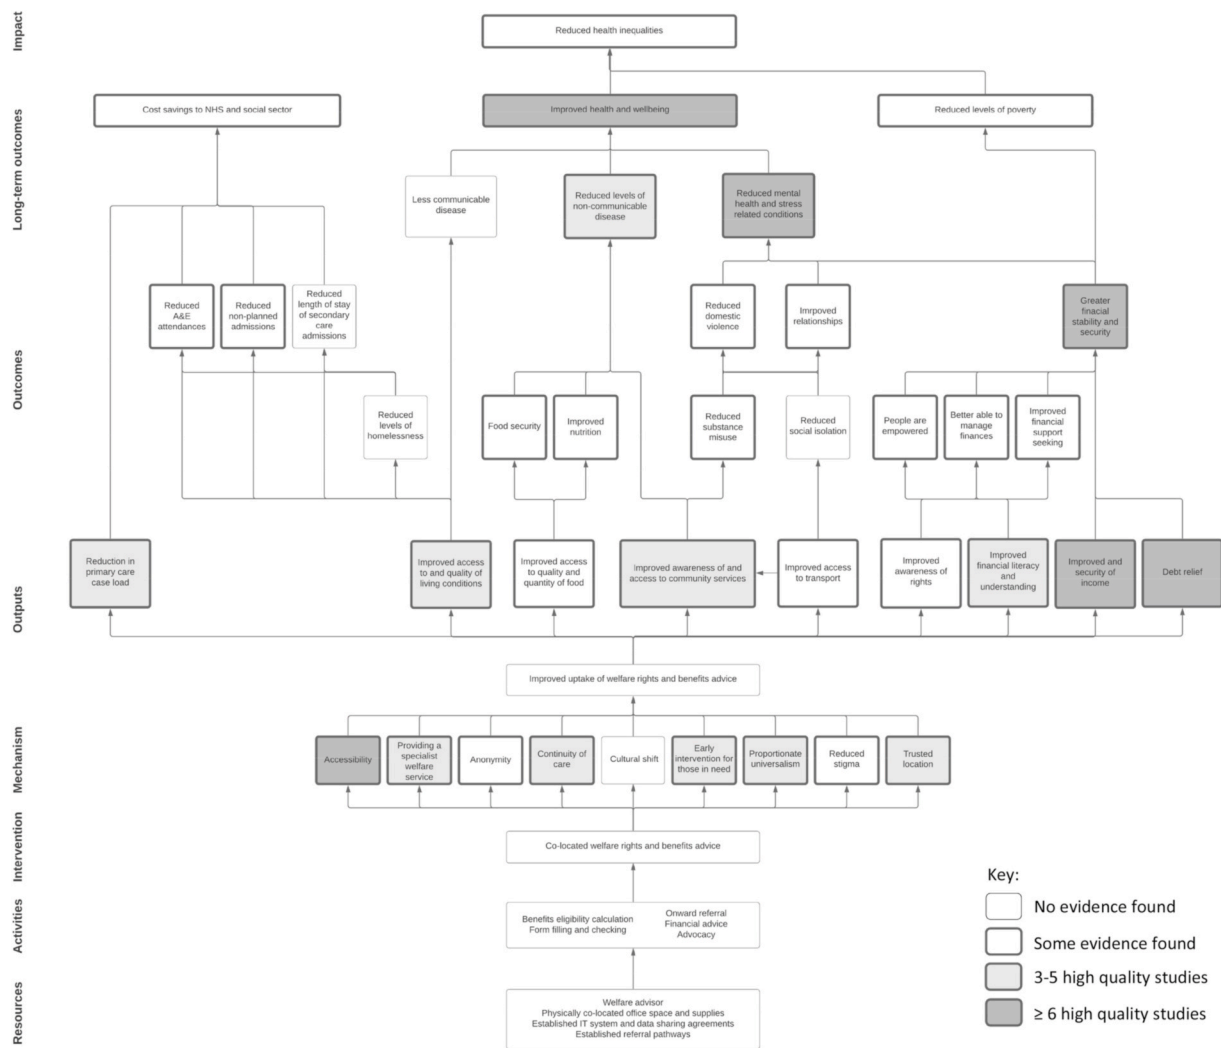 Impact
Reduced health inequalities
Long-term outcomes
Cost savings to NHS and social sector
Improved health and wellbeing
Reduced levels of poverty
Less communicable
disease
Reduced levels of
non-communicable
disease
Reduced mental
health and stress
related conditions
Outcomes
Reduced
A&E
attendances
Reduced
non-planned
admissions
Reduced
length of stay
of secondary
care
admissions
Reduced
domestic
violence
Imrpoved
relationships
Greater
finacial
stability and
security
Reduced
levels of
homelessness
Food security
Improved
nutrition
Reduced
substance
misuse
Reduced
social isolation
People are
empowered
Better able to
manage
finances
Improved
financial
support
seeking
Outputs
Reduction in
primary care
case load
Improved access
to and quality of
living conditions
Improved access
to quality and
quantity of food
Improved awareness of and
access to community services
Improved access
to transport
Improved
awareness of
rights
Improved
financial literacy
and
understanding
Improved and
security of
income
Debt relief
Improved uptake of welfare rights and benefits advice
Mechanism
Accessibility
Providing a
specialist
welfare
service
Anonymity
Continuity of
care
Cultural shift
Early
intervention for
those in need
Proportionate
universalism
Reduced
stigma
Trusted
location
Intervention
Co-located welfare rights and benefits advice
Activities
Benefits eligibility calculation
Form filling and checking
Onward referral
Financial advice
Advocacy
Resources
Welfare advisor
Physically co-located office space and supplies
Established IT system and data sharing agreements
Established referral pathways
Key:
No evidence found
Some evidence found
3-5 high quality studies
≥ 6 high quality studies